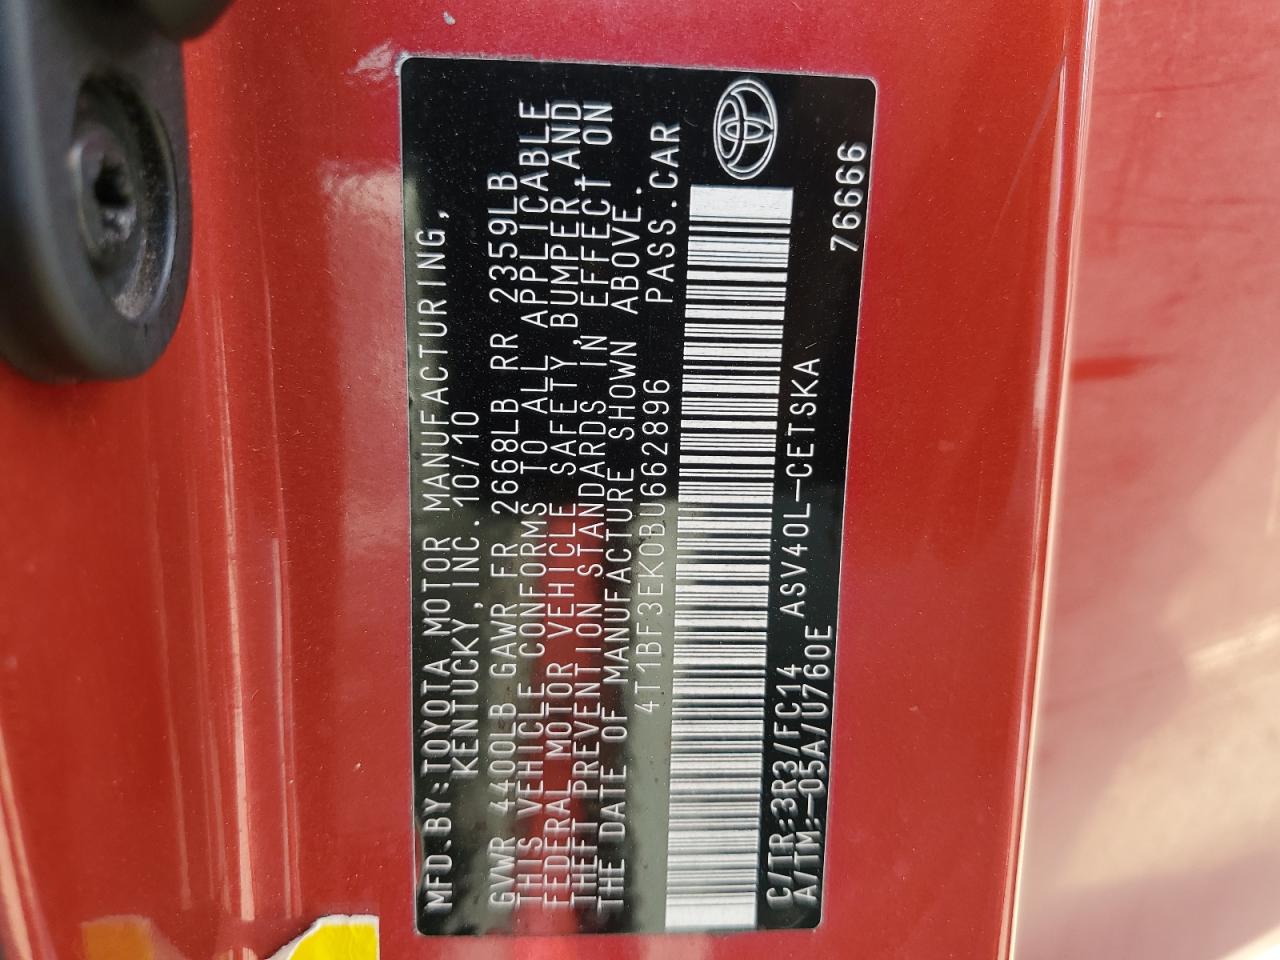 MFD.BY:TOYOTA MOTOR MANUFACTURING,
KENTUCKY,INC. 10/10
GVWR 4400LB GAWR FR 2668LB RR 2359LB
THIS VEHICLE CONFORMS TO ALL APPLICABLE
FEDERAL MOTOR VEHICLE SAFETY,BUMPER,AND
THEFT PREVENTION STANDARDS IN EFFECT ON
THE DATE OF MANUFACTURE SHOWN ABOVE.
4T1BF3EK0BU662896 PASS.CAR
C/TR:3R3/FC14 ASV40L-CETSKA
A/TM:-05A/U760E 76666